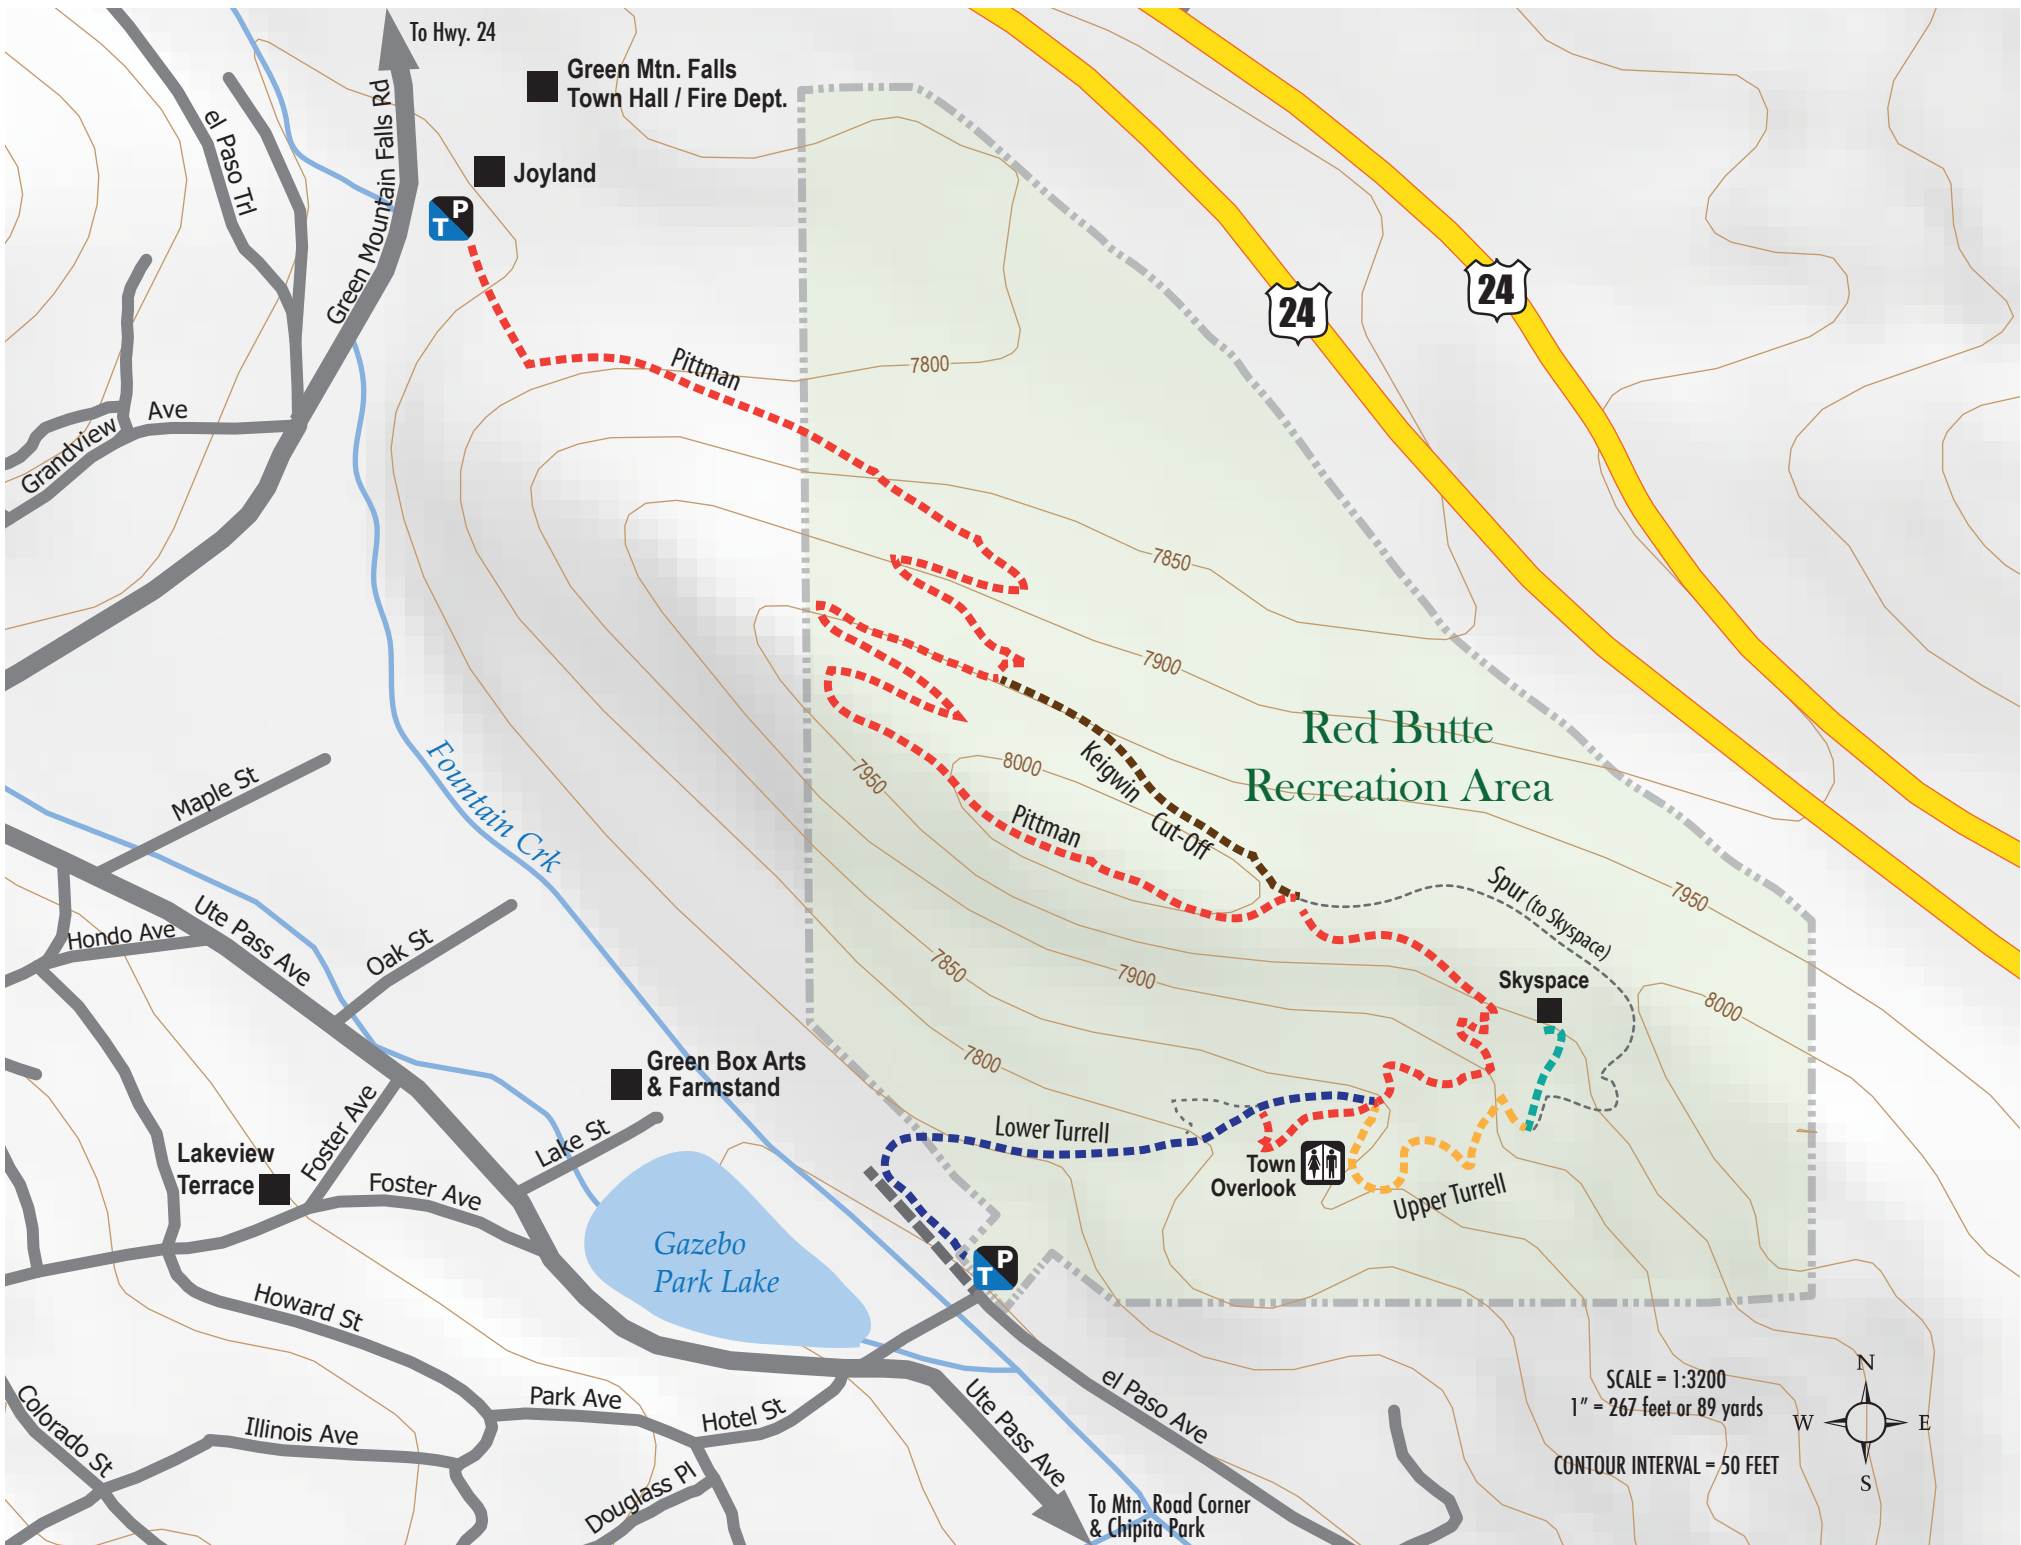 To Hwy. 24
Green Mtn. Falls
Town Hall / Fire Dept.
Joyland
P
T
el Paso Trl
Green Mountain Falls Rd
24
24
Pittman
7800
Ave
Grandview
7850
7900
Red Butte
Recreation Area
Keigwin
Cut-Off
8000
7950
Pittman
Fountain Crk
Maple St
Spur (to Skyspace)
7950
Ute Pass Ave
Hondo Ave
Oak St
7850
7900
Skyspace
8000
Green Box Arts
& Farmstand
7800
Lower Turrell
Foster Ave
Lake St
Lakeview
Terrace
Foster Ave
Town
Overlook
Upper Turrell
Gazebo
Park Lake
P
T
Howard St
el Paso Ave
Park Ave
Hotel St
Ute Pass Ave
Colorado St
Illinois Ave
Douglass Pl
To Mtn. Road Corner
& Chipita Park
SCALE = 1:3200
1" = 267 feet or 89 yards
CONTOUR INTERVAL = 50 FEET
N
W
E
S